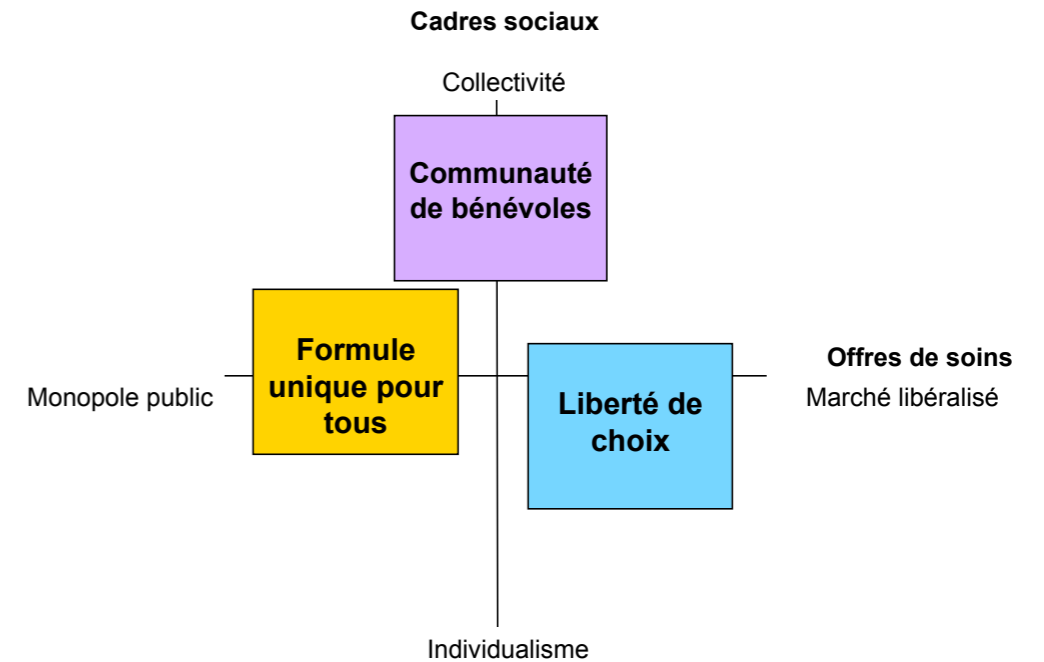 Cadres sociaux
Collectivité
Communauté
de bénévoles
Formule
unique pour
tous
Monopole public
Liberté de
choix
Offres de soins
Marché libéralisé
Individualisme